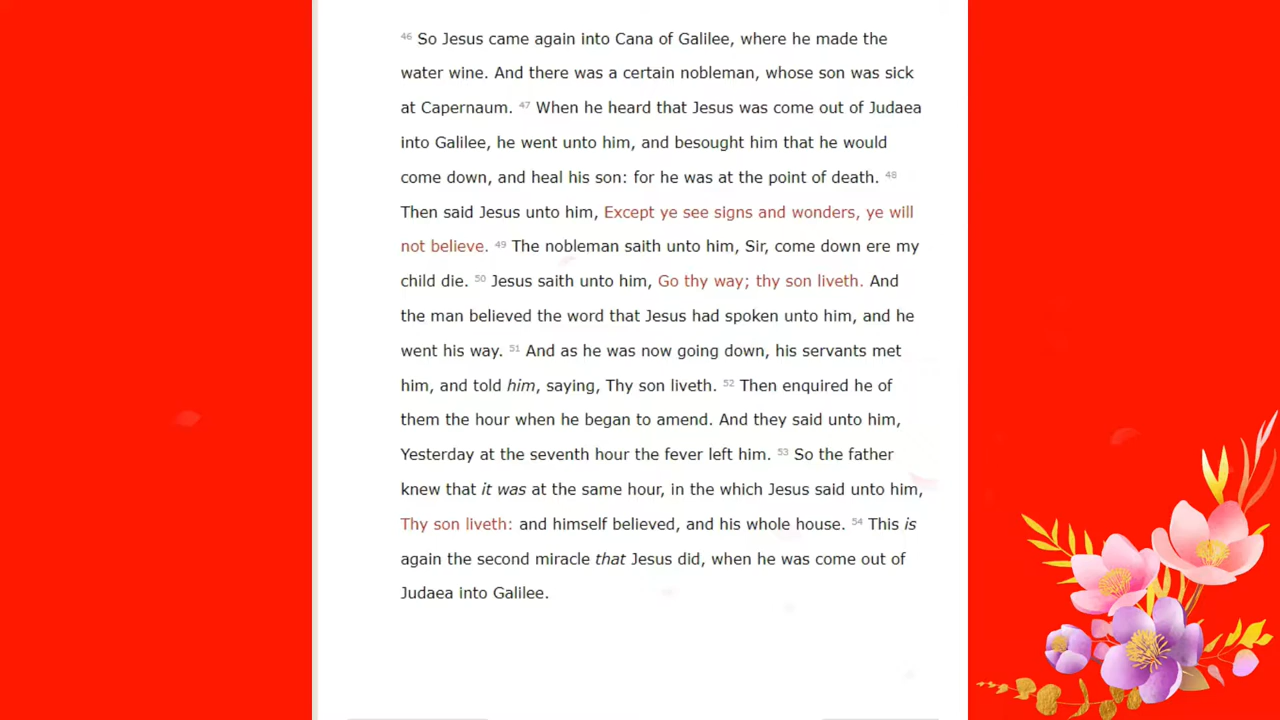 46 So Jesus came again into Cana of Galilee, where he made the
water wine. And there was a certain nobleman, whose son was sick
at Capernaum. 47 When he heard that Jesus was come out of Judaea
into Galilee, he went unto him, and besought him that he would
come down, and heal his son: for he was at the point of death. 48
Then said Jesus unto him, Except ye see signs and wonders, ye will
not believe. 49 The nobleman saith unto him, Sir, come down ere my
child die. 50 Jesus saith unto him, Go thy way; thy son liveth. And
the man believed the word that Jesus had spoken unto him, and he
went his way. 51 And as he was now going down, his servants met
him, and told him, saying, Thy son liveth. 52 Then enquired he of
them the hour when he began to amend. And they said unto him,
Yesterday at the seventh hour the fever left him. 53 So the father
knew that it was at the same hour, in the which Jesus said unto him,
Thy son liveth: and himself believed, and his whole house. 54 This is
again the second miracle that Jesus did, when he was come out of
Judaea into Galilee.